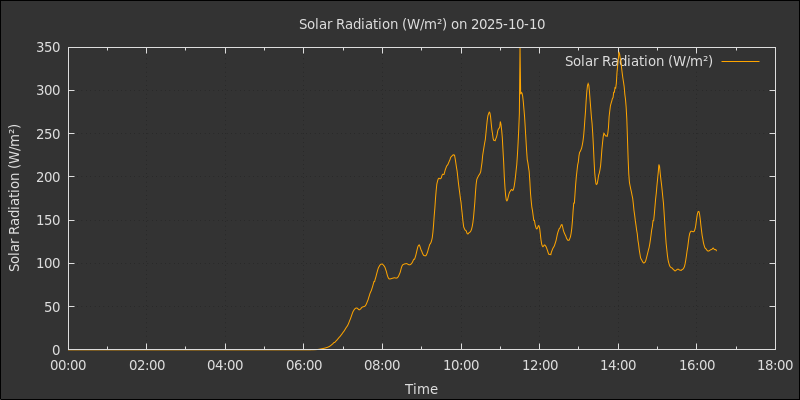 Solar Radiation (W/m²) on 2025-10-10
Solar Radiation (W/m²)
Solar Radiation (W/m²)
350
300
250
200
150
100
50
0
00:00 02:00 04:00 06:00 08:00 10:00 12:00 14:00 16:00 18:00
Time